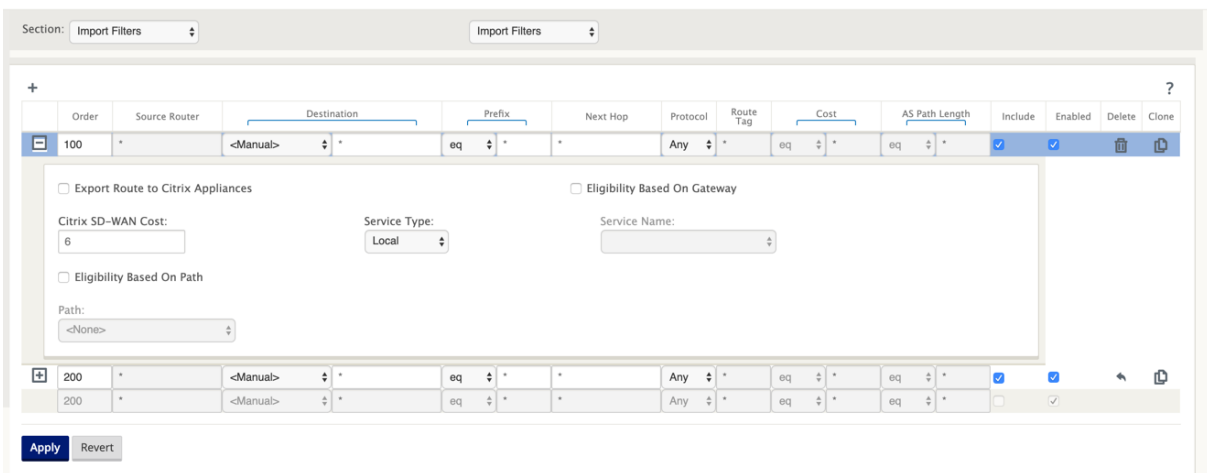 Section: Import Filters Import Filters
+ ?
Order Source Router Destination Prefix Next Hop Protocol Route Tag Cost AS Path Length Include Enabled Delete Clone
100 * <Manual> * eq * * Any * eq * eq *
Export Route to Citrix Appliances Eligibility Based On Gateway
Citrix SD-WAN Cost: Service Type: Service Name:
6 Local
Eligibility Based On Path
Path:
<None>
200 * <Manual> * eq * * Any * eq * eq *
200 * <Manual> * eq * * Any * eq * eq *
Apply Revert